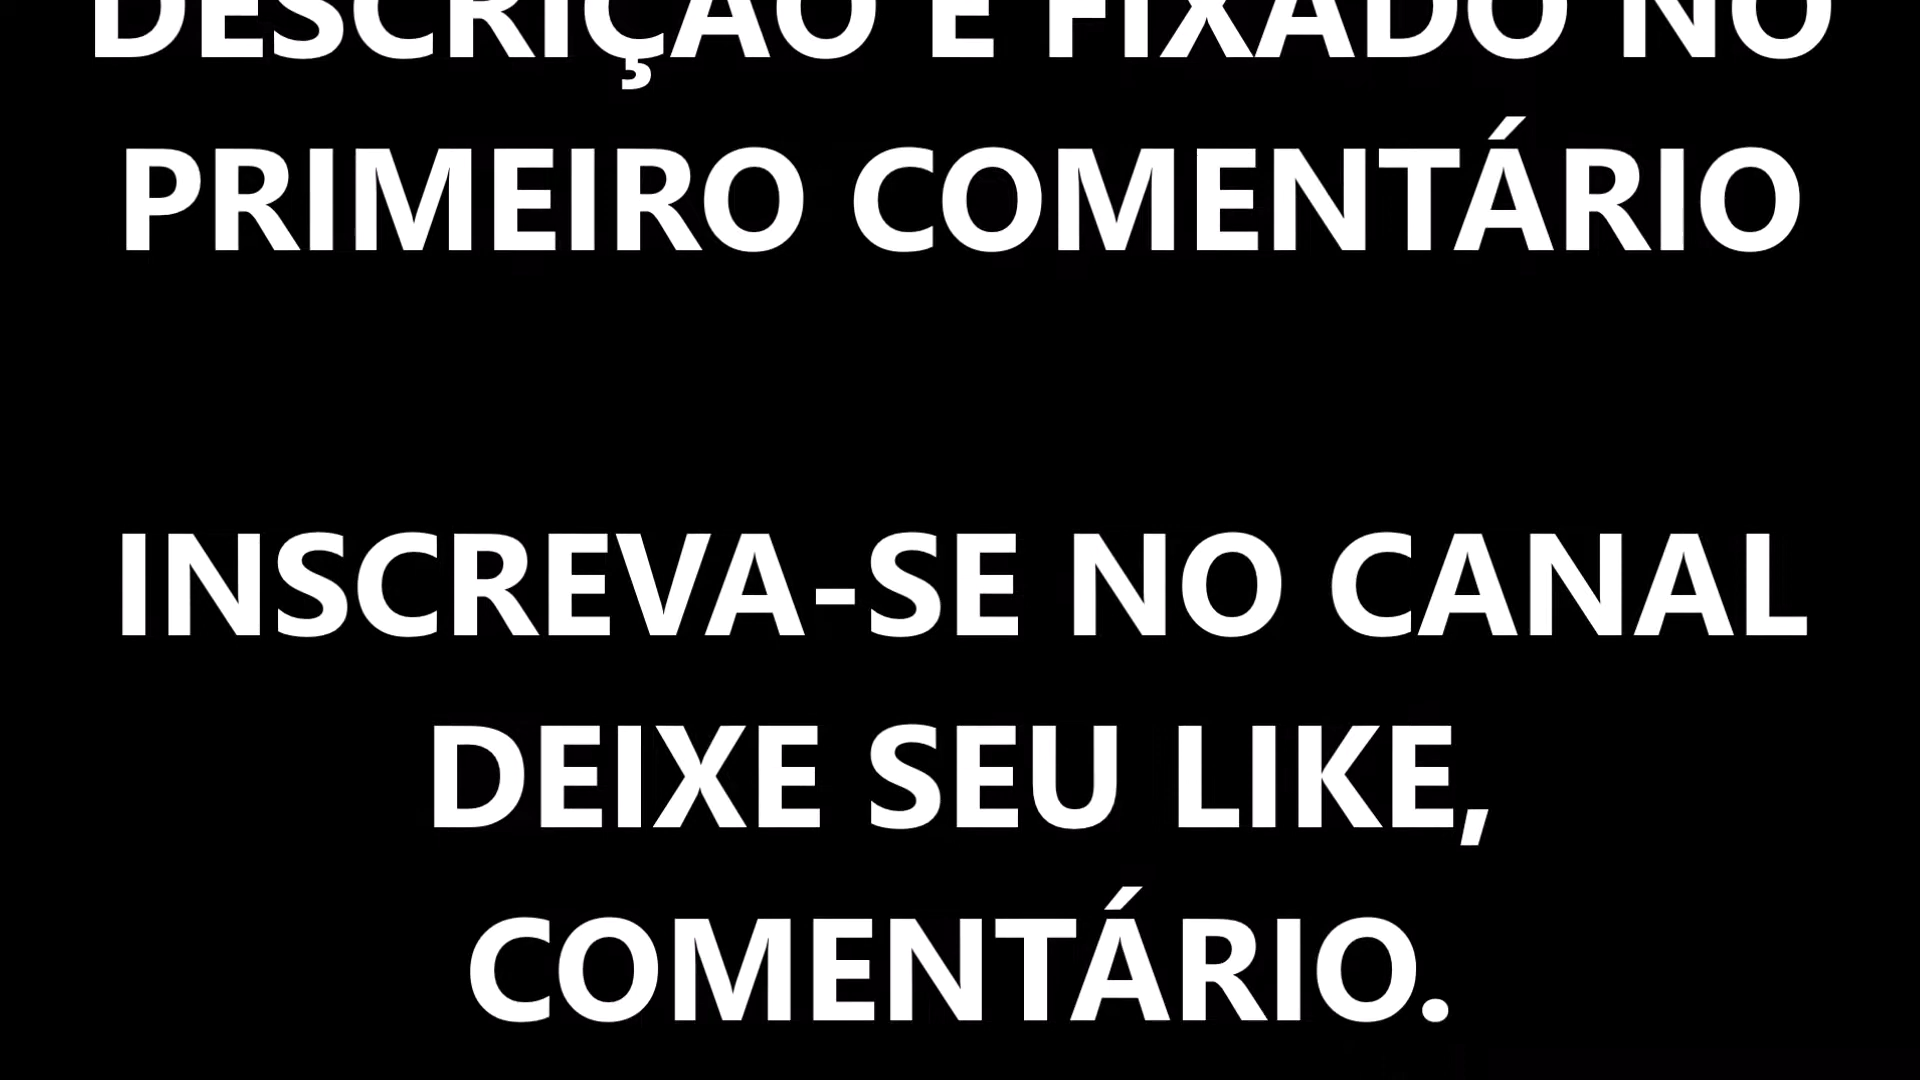 DESCRIÇÃO E FIXADO NO
PRIMEIRO COMENTÁRIO
INSCREVA-SE NO CANAL
DEIXE SEU LIKE,
COMENTÁRIO.